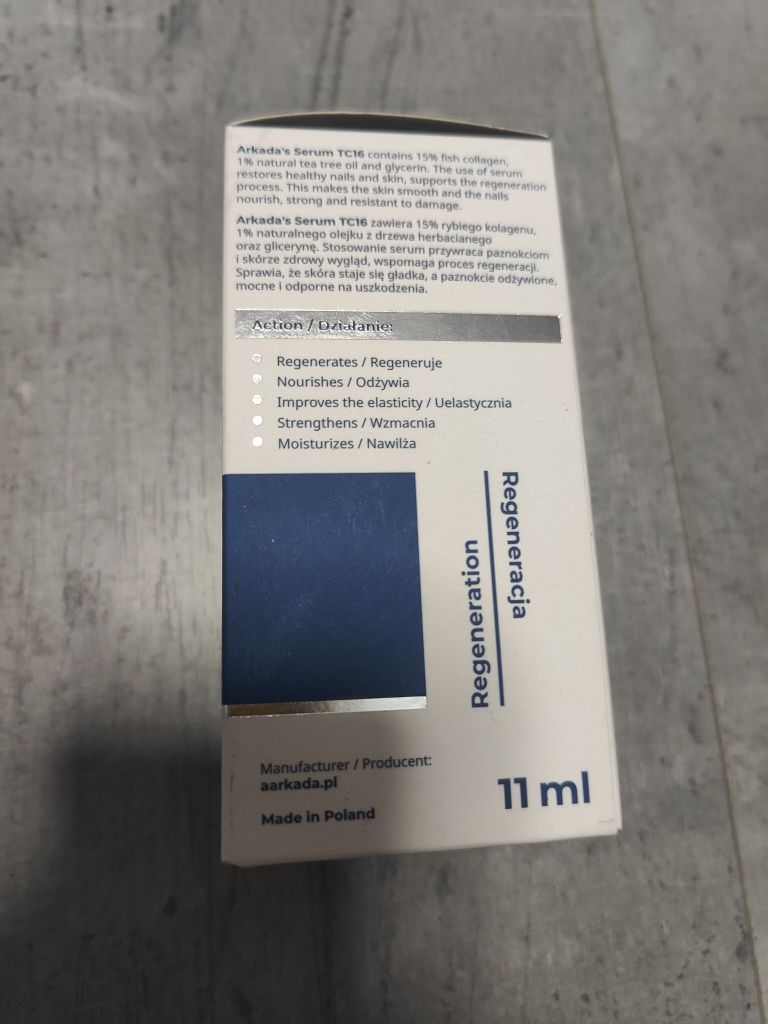 Arkada's Serum TC16 contains 15% fish collagen,
1% natural tea tree oil and glycerin. The use of serum
restores healthy nails and skin, supports the regeneration
process. This makes the skin smooth and the nails
nourish, strong and resistant to damage.
Arkada's Serum TC16 zawiera 15% rybiego kolagenu,
1% naturalnego olejku z drzewa herbacianego
oraz glicerynę. Stosowanie serum przywraca paznokciom
i skórze zdrowy wygląd, wspomaga proces regeneracji.
Sprawia, że skóra staje się gładka, a paznokcie odżywione,
mocne i odporne na uszkodzenia.
Action / Działanie:
Regenerates / Regeneruje
Nourishes / Odżywia
Improves the elasticity / Uelastycznia
Strengthens / Wzmacnia
Moisturizes / Nawilża
Regeneration
Regeneracja
Manufacturer / Producent:
aarkada.pl
Made in Poland
11 ml